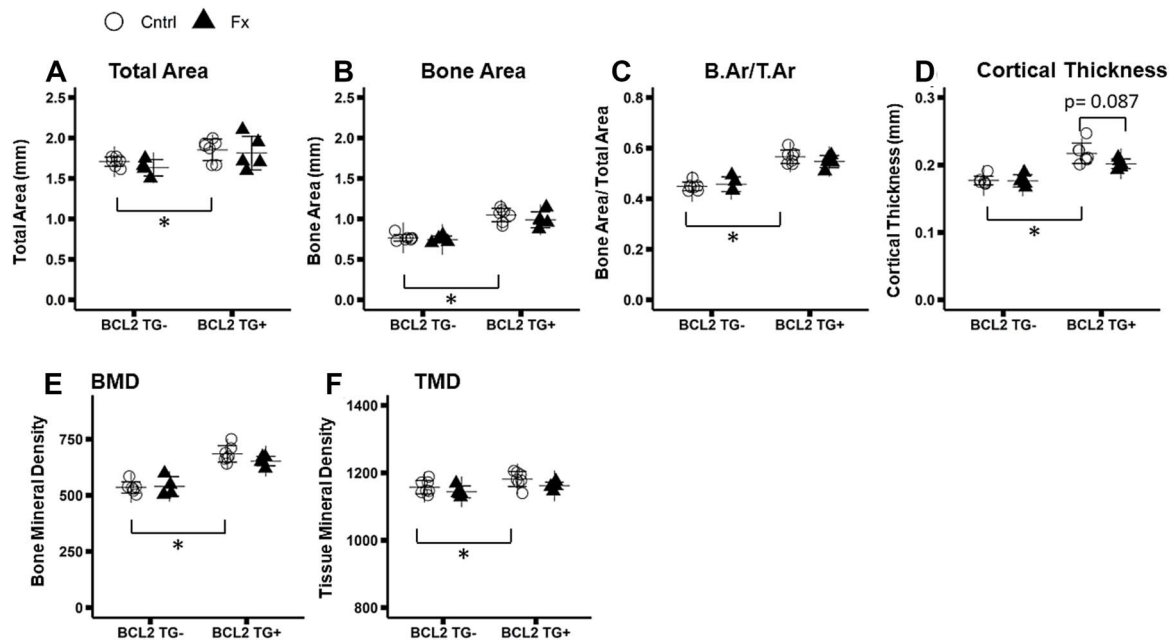 Cntrl Fx
A Total Area
Total Area (mm)
2.5
2.0
1.5
1.0
0.5
0.0
*
BCL2 TG- BCL2 TG+
B Bone Area
Bone Area (mm)
2.5
2.0
1.5
1.0
0.5
0.0
*
BCL2 TG- BCL2 TG+
C B.Ar/T.Ar
Bone Area/ Total Area
0.8
0.6
0.4
0.2
0.0
*
BCL2 TG- BCL2 TG+
D Cortical Thickness
Cortical Thickness (mm)
0.3
0.2
0.1
0.0
p= 0.087
*
BCL2 TG- BCL2 TG+
E BMD
Bone Mineral Density
750
500
250
0
*
BCL2 TG- BCL2 TG+
F TMD
Tissue Mineral Density
1400
1200
1000
800
*
BCL2 TG- BCL2 TG+